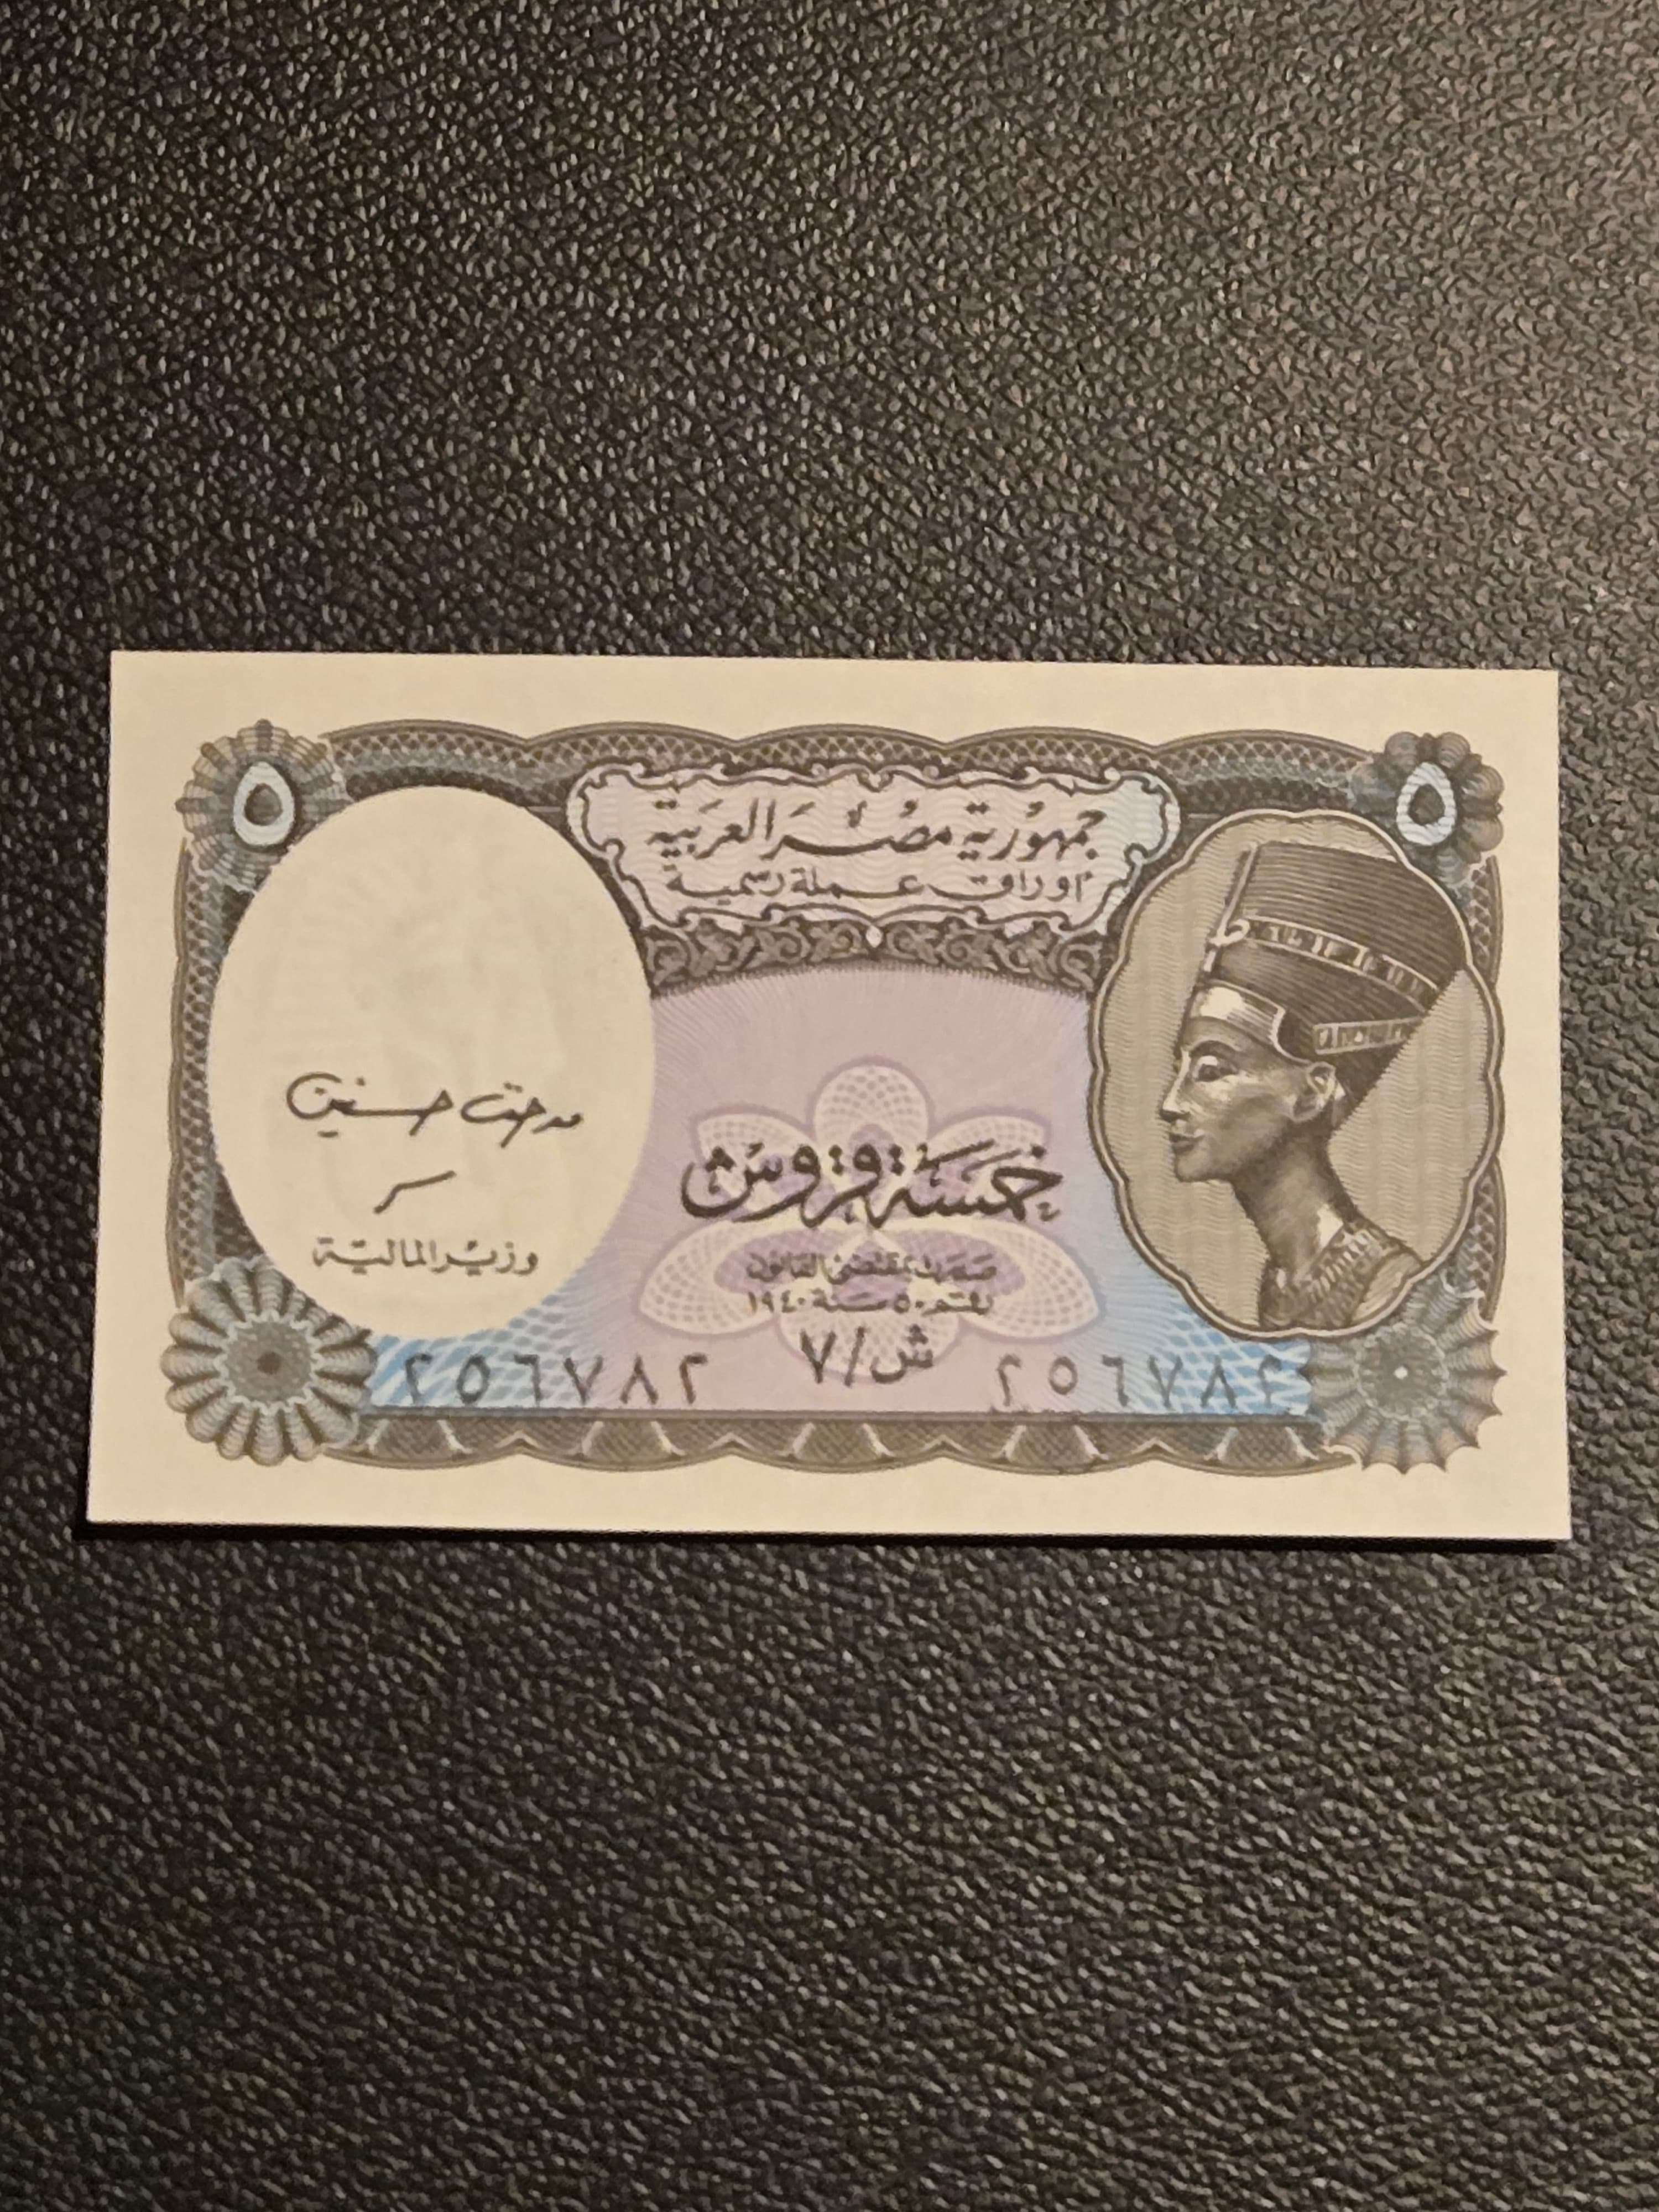 ٥
٥
جمهورية مصر العربية
أوراق عملة رسمية
خمسة قروش
صدرت بمقتضى القانون
رقم ٥٠ سنة ١٩٤٠
ش/٧
٢٥٦٧٨٢
٢٥٦٧٨٢
مدحت حسنين
وزير المالية